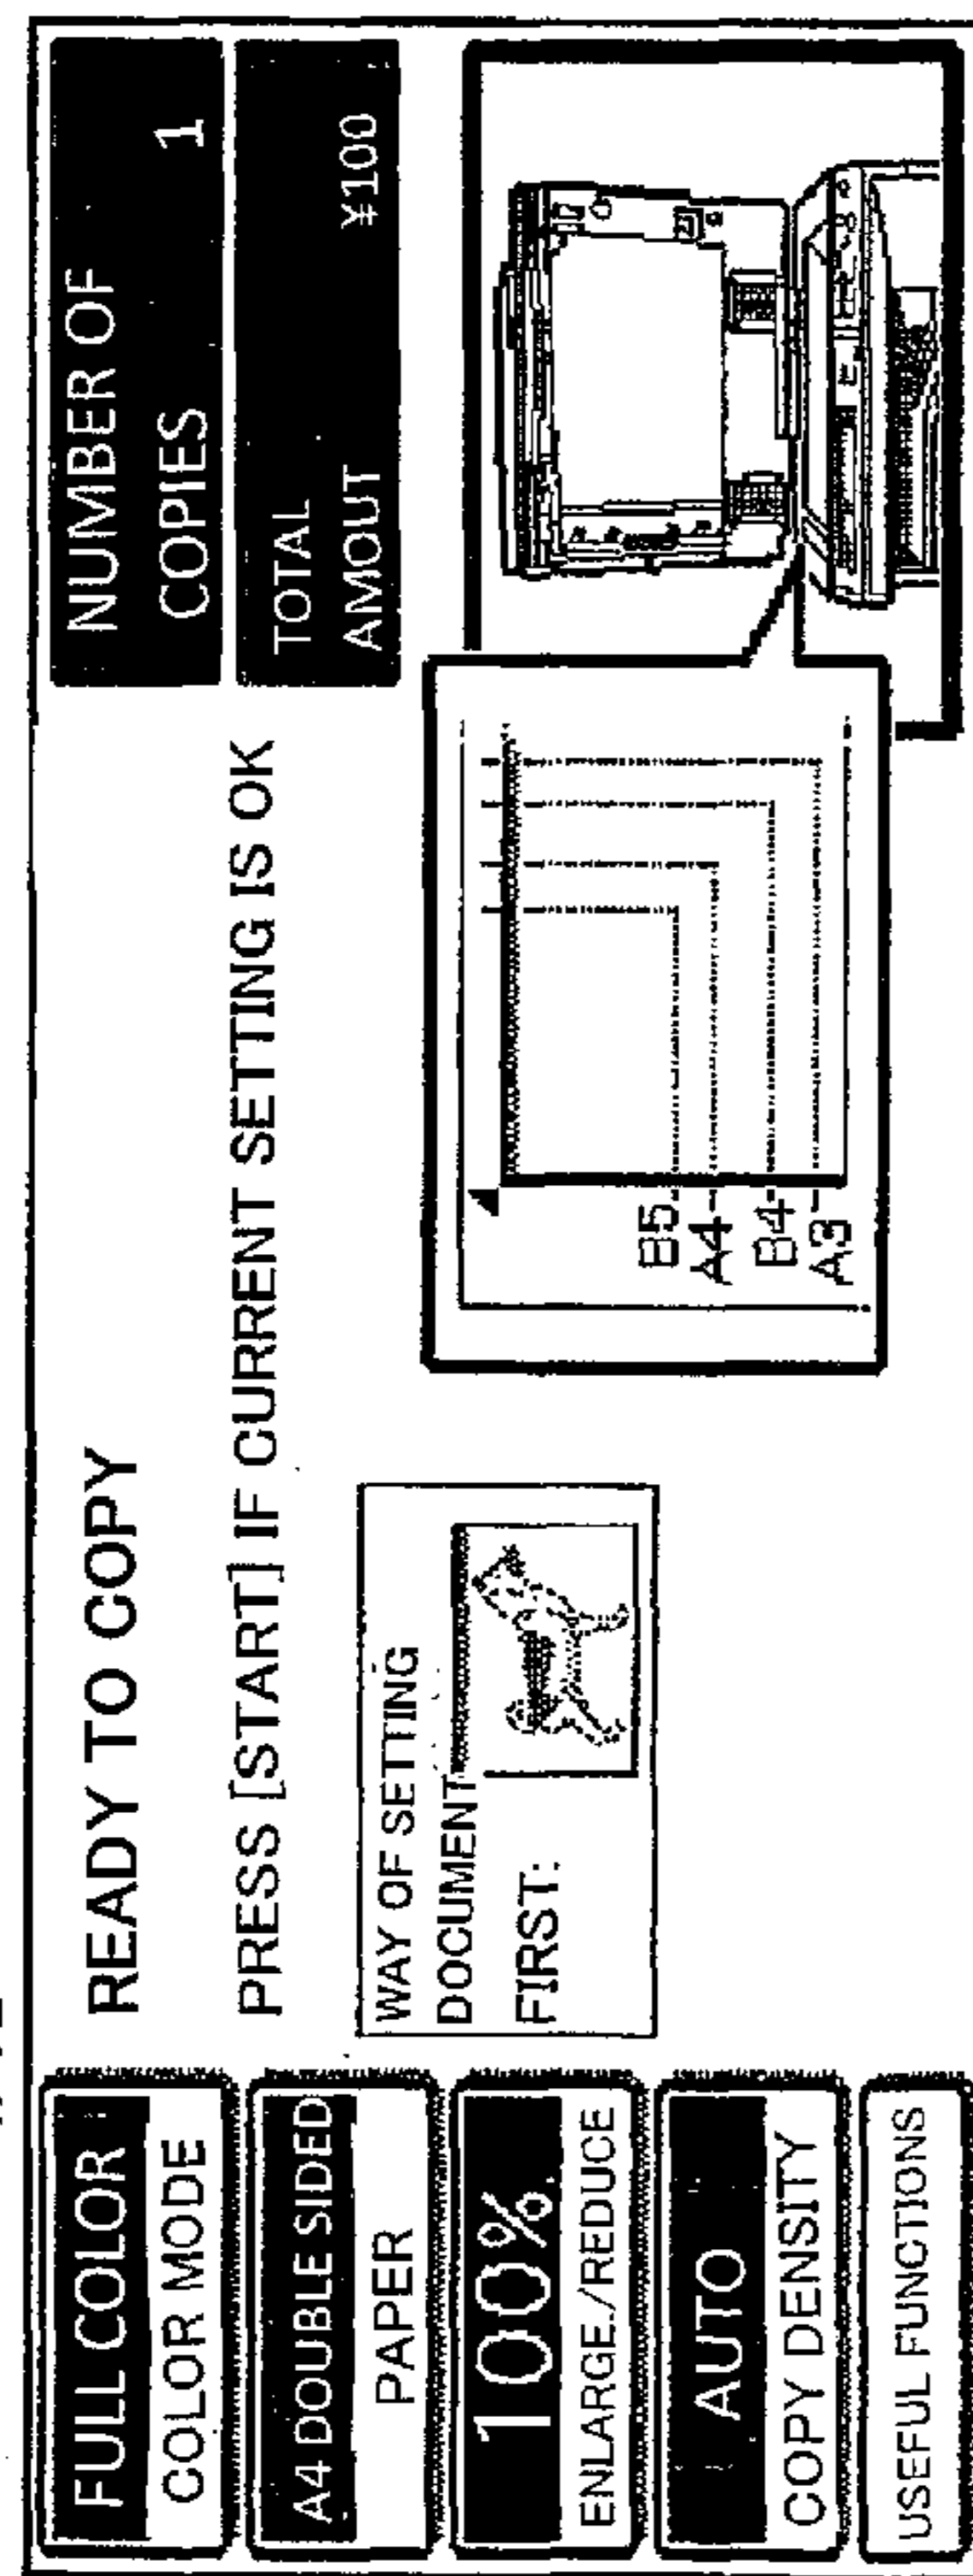 FULL COLOR
COLOR MODE
A4 DOUBLE SIDED
PAPER
100%
ENLARGE./REDUCE
AUTO
COPY DENSITY
USEFUL FUNCTIONS
READY TO COPY
PRESS [START] IF CURRENT SETTING IS OK
WAY OF SETTING
DOCUMENT
FIRST:
B5
A4
B4
A3
NUMBER OF
COPIES 1
TOTAL
AMOUT ¥100